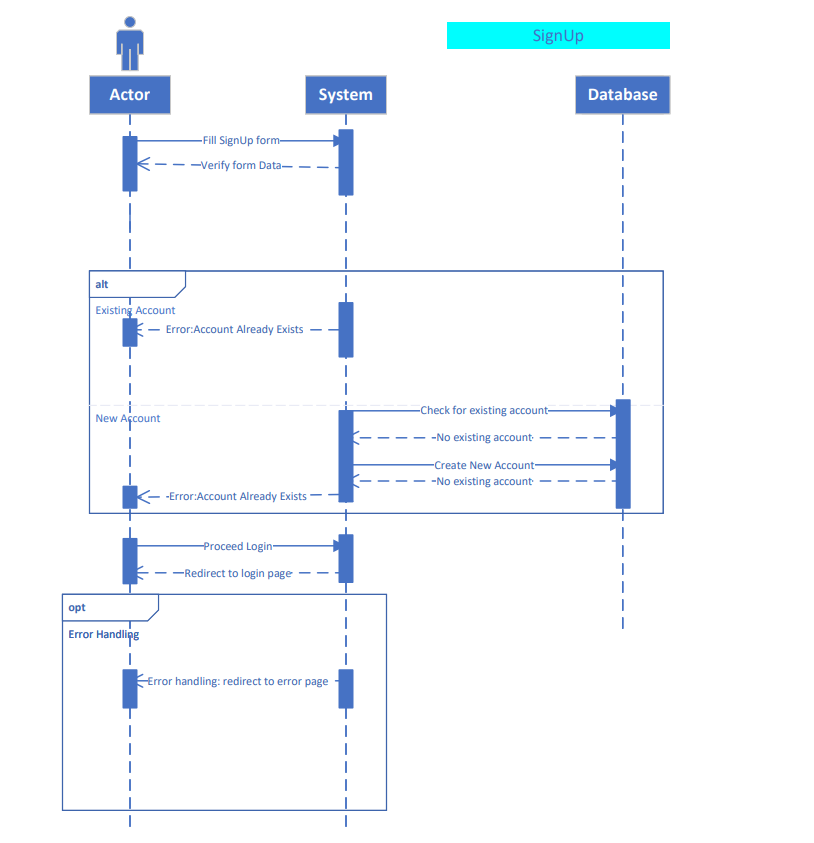 SignUp
Actor
System
Database
Fill SignUp form
Verify form Data
alt
Existing Account
Error:Account Already Exists
Check for existing account
New Account
No existing account
Create New Account
No existing account
Error:Account Already Exists
Proceed Login
Redirect to login page
opt
Error Handling
Error handling: redirect to error page